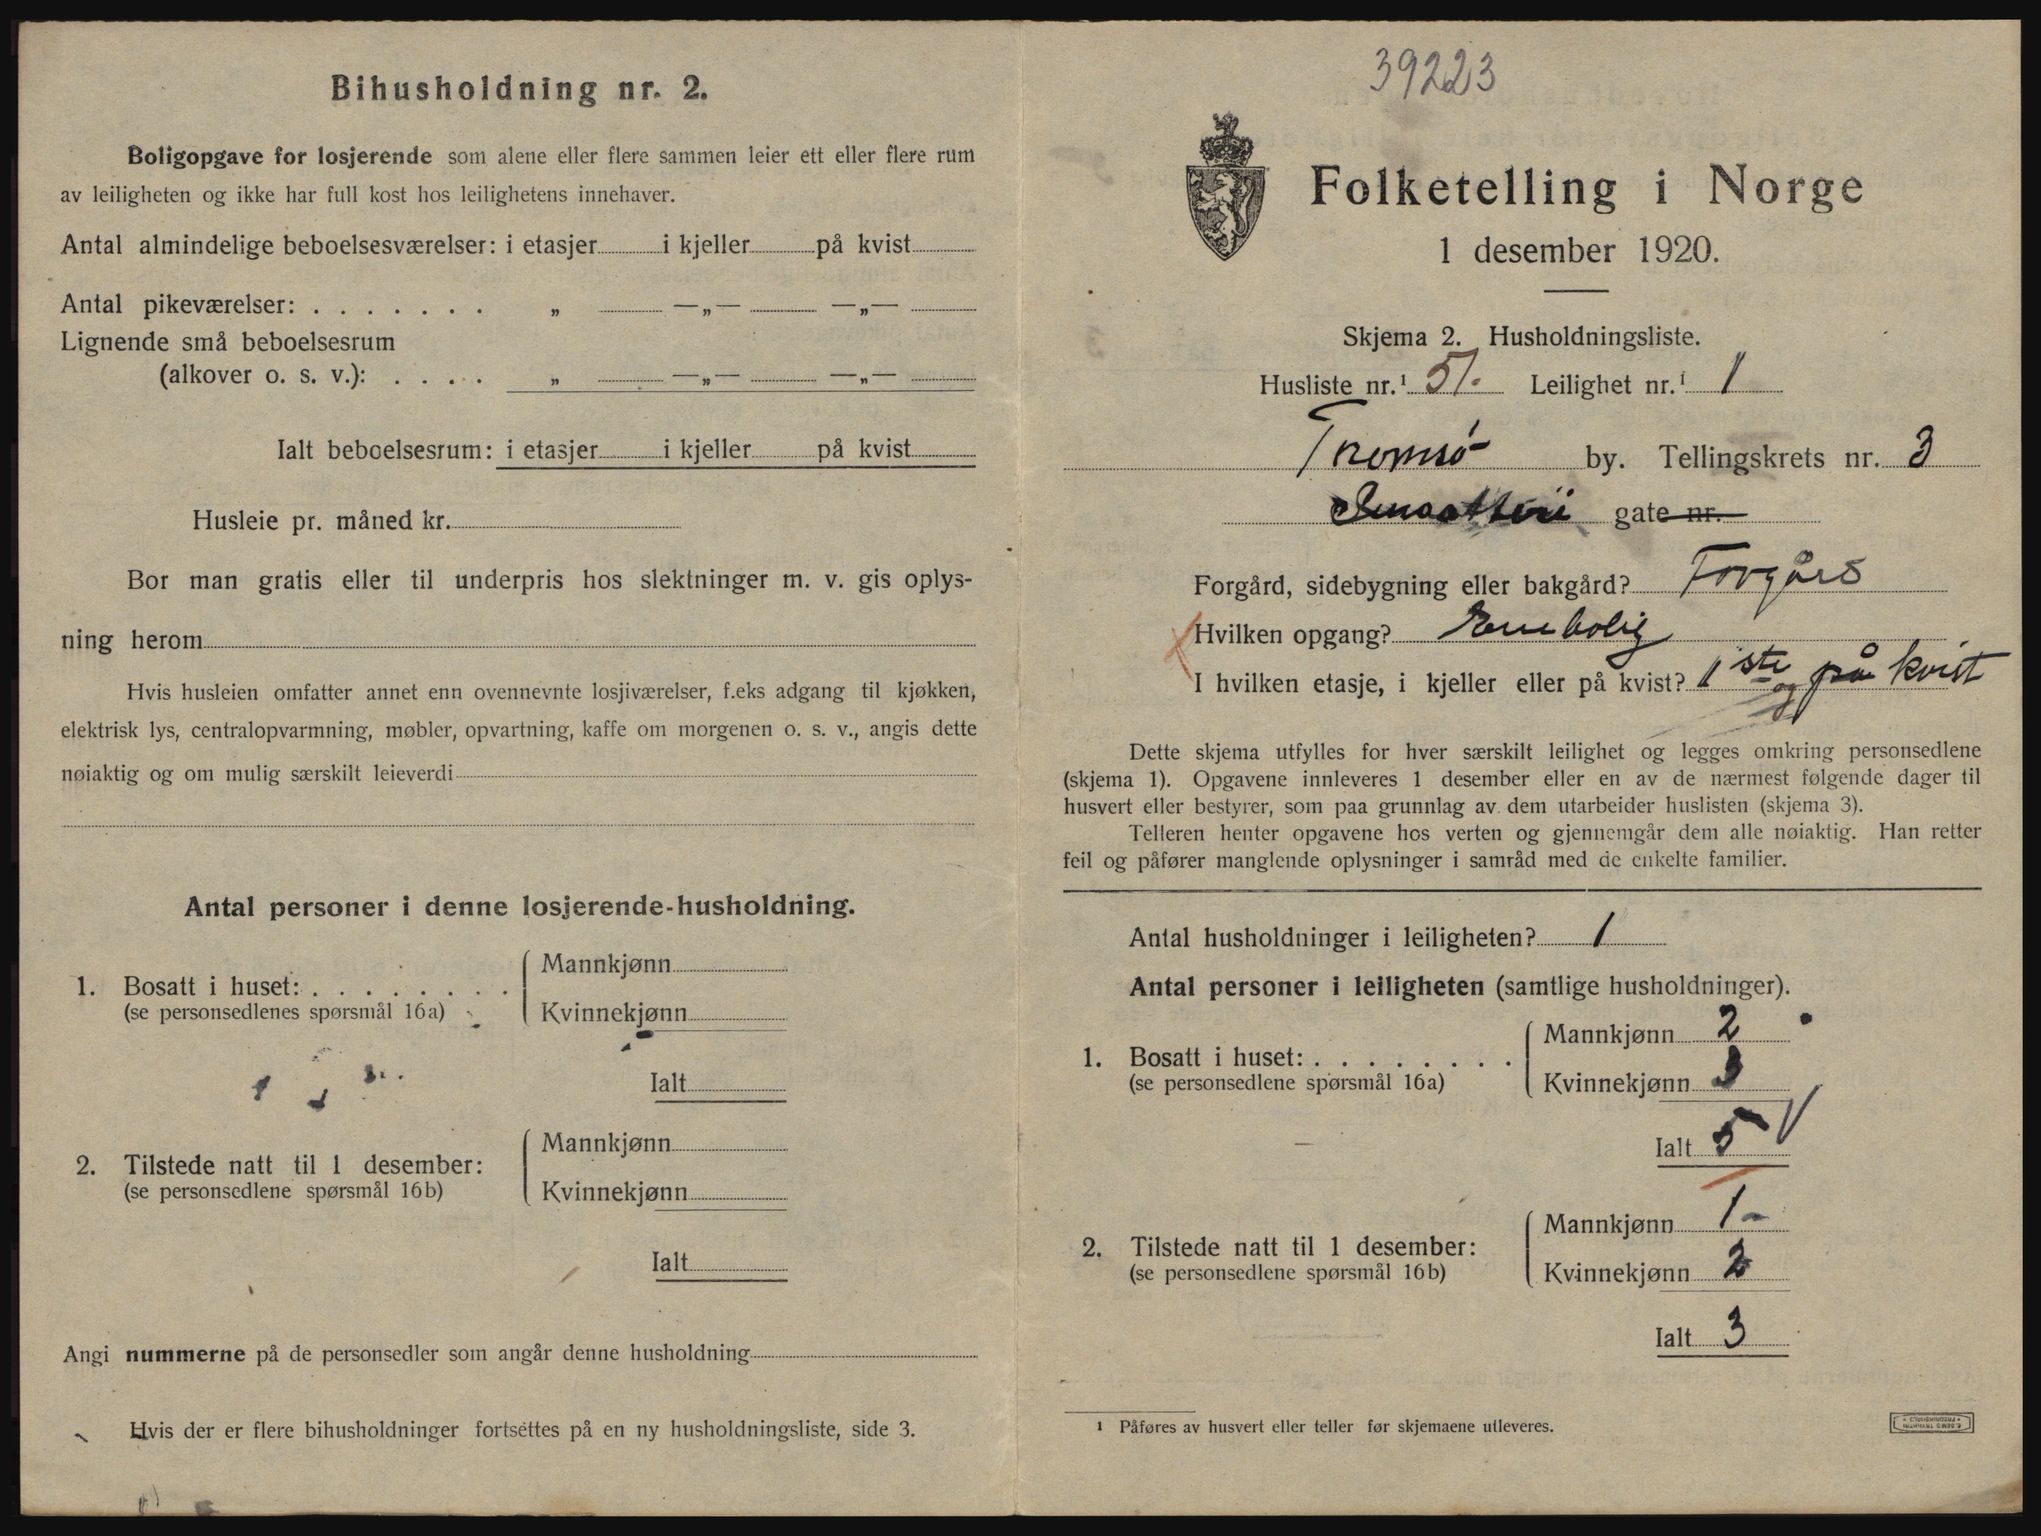 Bihusholdning nr. 2.
Boligopgave for losjerende som alene eller flere sammen leier ett eller flere rum
av leiligheten og ikke har full kost hos leilighetens innehaver.
Antal almindelige beboelsesværelser: i etasjer i kjeller på kvist
Antal pikeværelser: . . . . . . . „ —„— —„—
Lignende små beboelsesrum
(alkover o. s. v.): . . . . „ —„— —„—
Ialt beboelsesrum: i etasjer i kjeller på kvist
Husleie pr. måned kr.
Bor man gratis eller til underpris hos slektninger m. v. gis oplys-
ning herom
Hvis husleien omfatter annet enn ovennevnte losjiværelser, f.eks adgang til kjøkken,
elektrisk lys, centralopvarmning, møbler, opvartning, kaffe om morgenen o. s. v., angis dette
nøiaktig og om mulig særskilt leieverdi
Antal personer i denne losjerende-husholdning.
1. Bosatt i huset: . . . . . . . .
(se personsedlenes spørsmål 16a)
Mannkjønn
Kvinnekjønn
Ialt
2. Tilstede natt til 1 desember:
(se personsedlene spørsmål 16b)
Mannkjønn
Kvinnekjønn
Ialt
Angi nummerne på de personsedler som angår denne husholdning
Hvis der er flere bihusholdninger fortsettes på en ny husholdningsliste, side 3.
39223
Folketelling i Norge
1 desember 1920.
Skjema 2. Husholdningsliste.
Husliste nr.¹ 51. Leilighet nr.¹ 1
Tromsø by. Tellingskrets nr. 3
gate nr.
Forgård, sidebygning eller bakgård? Forgård
Hvilken opgang? Enebolig
I hvilken etasje, i kjeller eller på kvist? 1ste og på kvist
Dette skjema utfylles for hver særskilt leilighet og legges omkring personsedlene
(skjema 1). Opgavene innleveres 1 desember eller en av de nærmest følgende dager til
husvert eller bestyrer, som paa grunnlag av dem utarbeider huslisten (skjema 3).
Telleren henter opgavene hos verten og gjennemgår dem alle nøiaktig. Han retter
feil og påfører manglende oplysninger i samråd med de enkelte familier.
Antal husholdninger i leiligheten? 1
Antal personer i leiligheten (samtlige husholdninger).
1. Bosatt i huset: . . . . . . . .
(se personsedlene spørsmål 16a)
Mannkjønn 2
Kvinnekjønn 3
Ialt 5
2. Tilstede natt til 1 desember:
(se personsedlene spørsmål 16b)
Mannkjønn 1
Kvinnekjønn 2
Ialt 3
¹ Påføres av husvert eller teller før skjemaene utleveres.